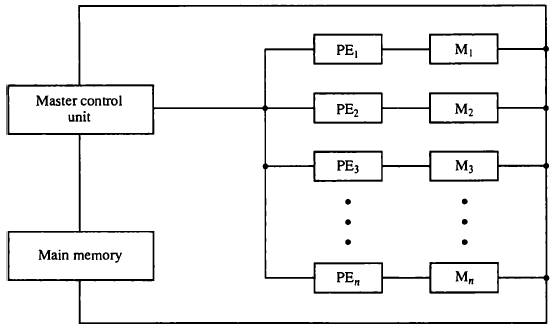 PE₁ M₁
Master control
unit
PE₂ M₂
PE₃ M₃
Main memory
PEₙ Mₙ